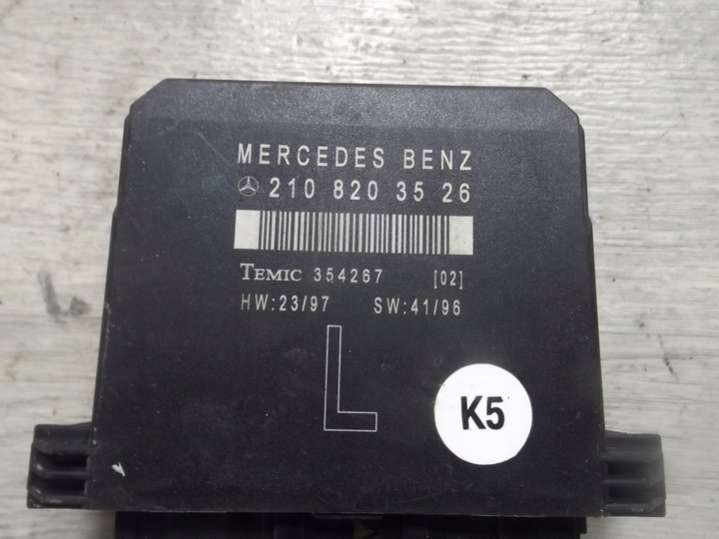 MERCEDES BENZ
210 820 35 26
TEMIC 354267 [02]
HW:23/97 SW:41/96
L
K5